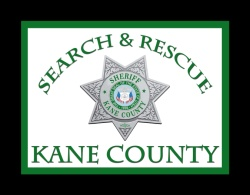 SEARCH & RESCUE
SHERIFF
KANE COUNTY
KANE COUNTY